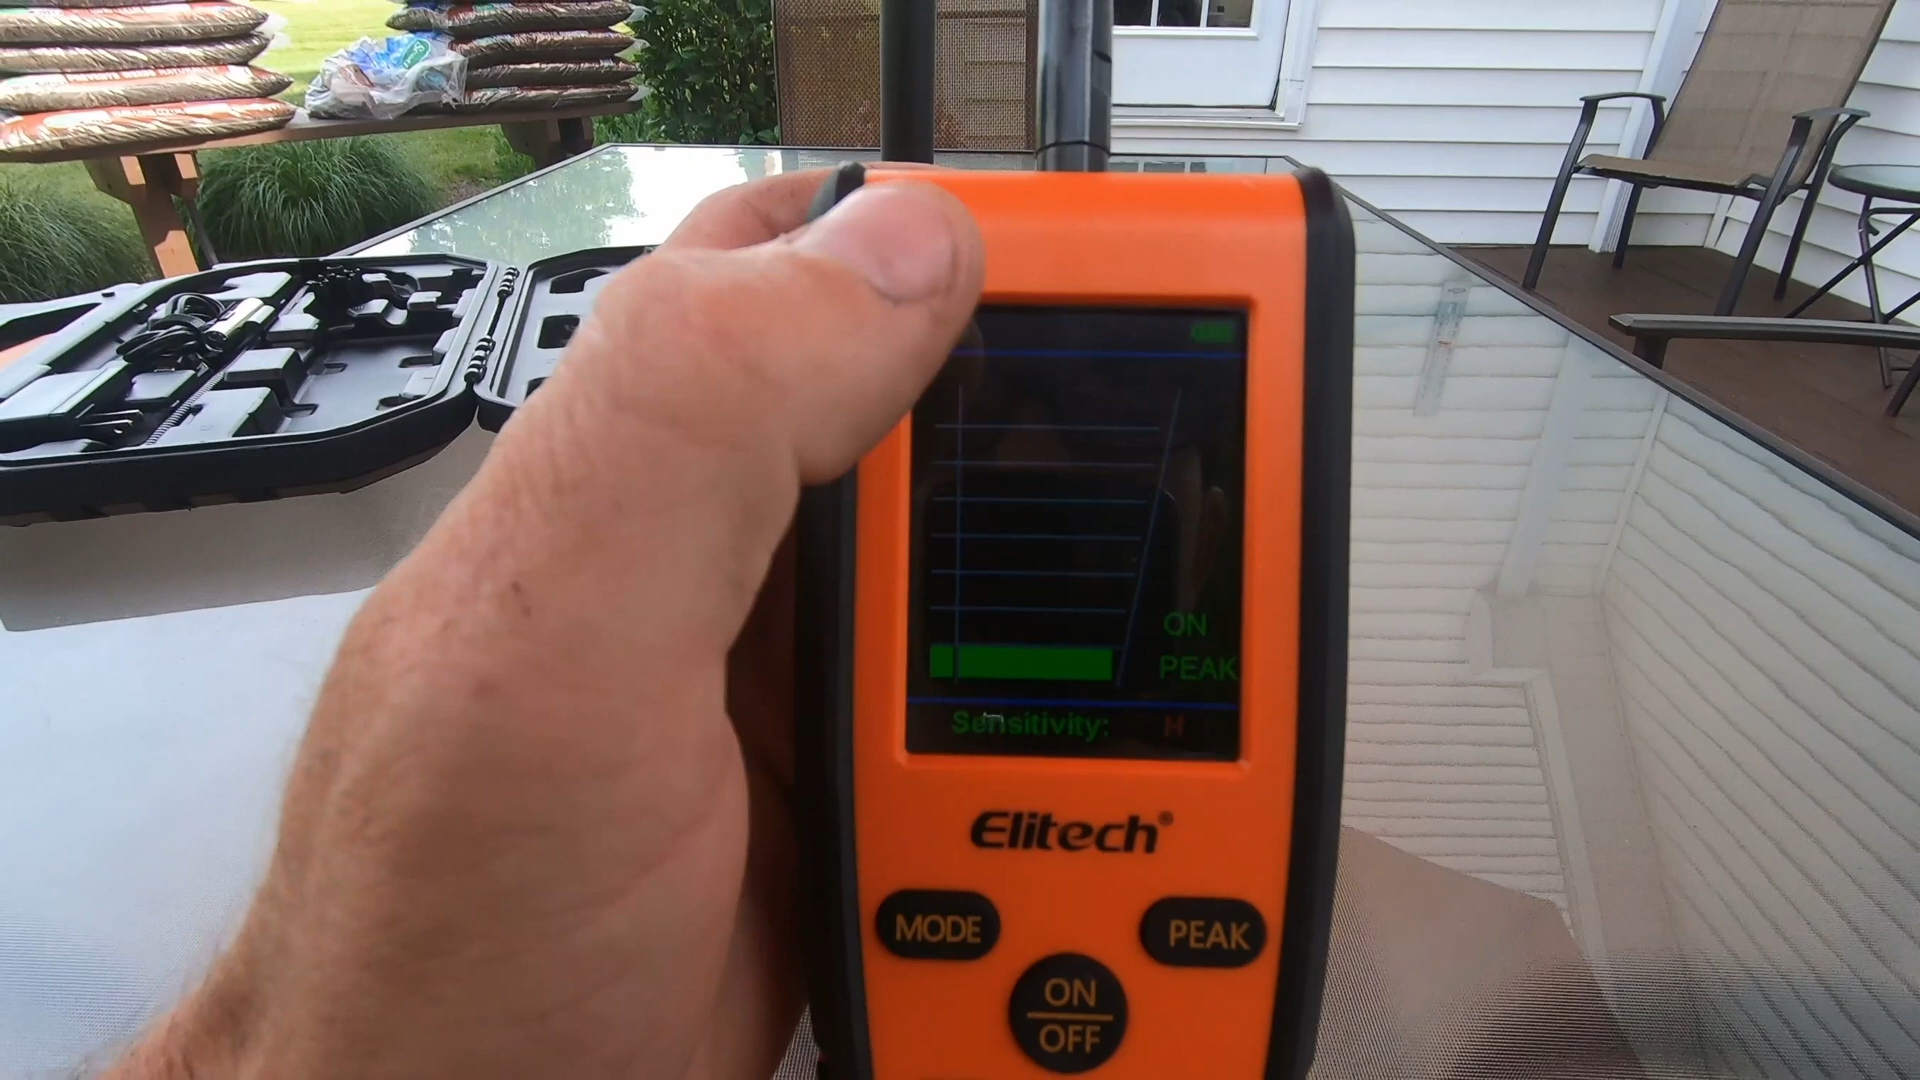 ON
PEAK
Sensitivity: H
Elitech®
MODE
PEAK
ON
OFF